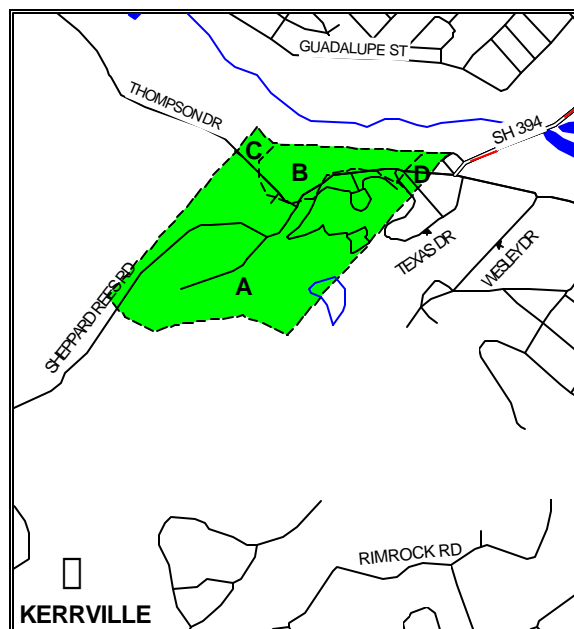 GUADALUPE ST
THOMPSON DR
SH 394
C
B
D
TEXAS DR
WESLEY DR
A
SHEPPARD REES RD
RIMROCK RD
KERRVILLE